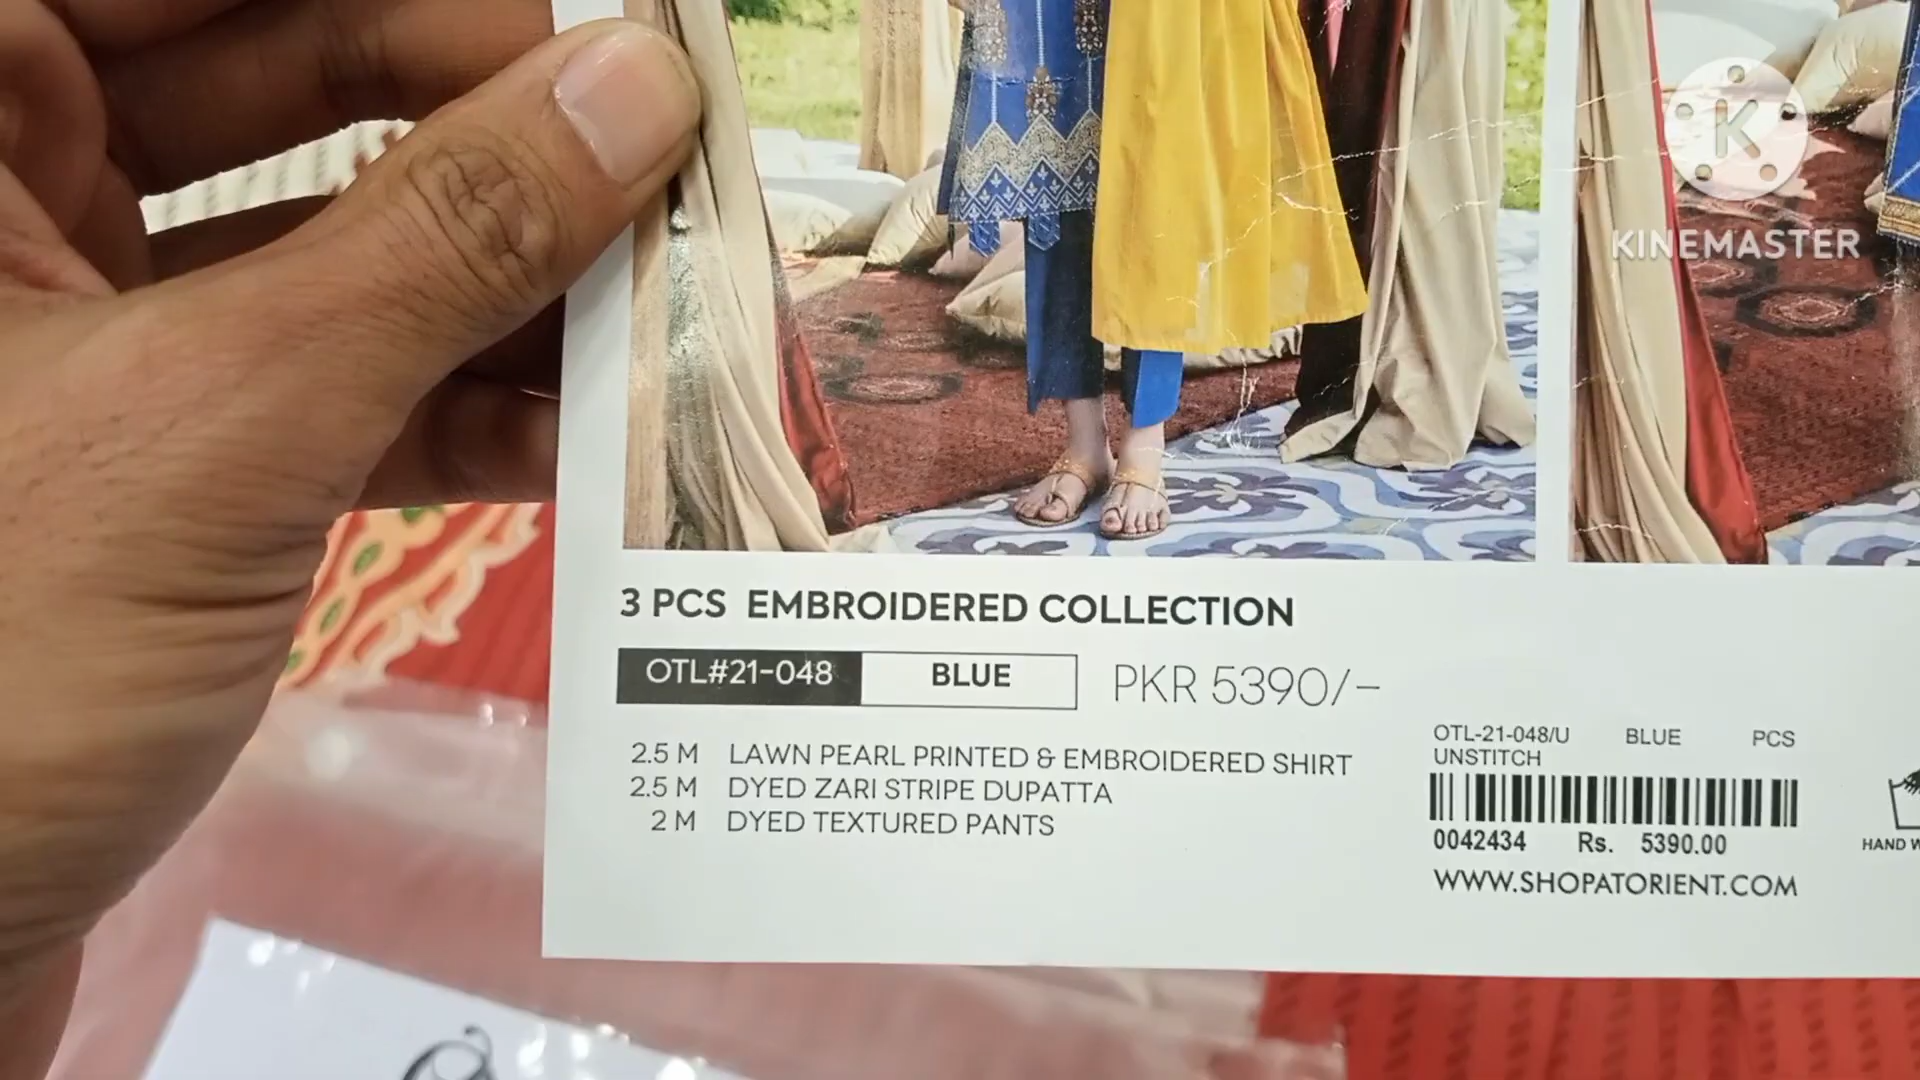 K
KINEMASTER
3 PCS EMBROIDERED COLLECTION
OTL#21-048 BLUE PKR 5390/-
2.5 M LAWN PEARL PRINTED & EMBROIDERED SHIRT
2.5 M DYED ZARI STRIPE DUPATTA
2 M DYED TEXTURED PANTS
OTL-21-048/U BLUE PCS
UNSTITCH
0042434 Rs. 5390.00
WWW.SHOPATORIENT.COM
HAND